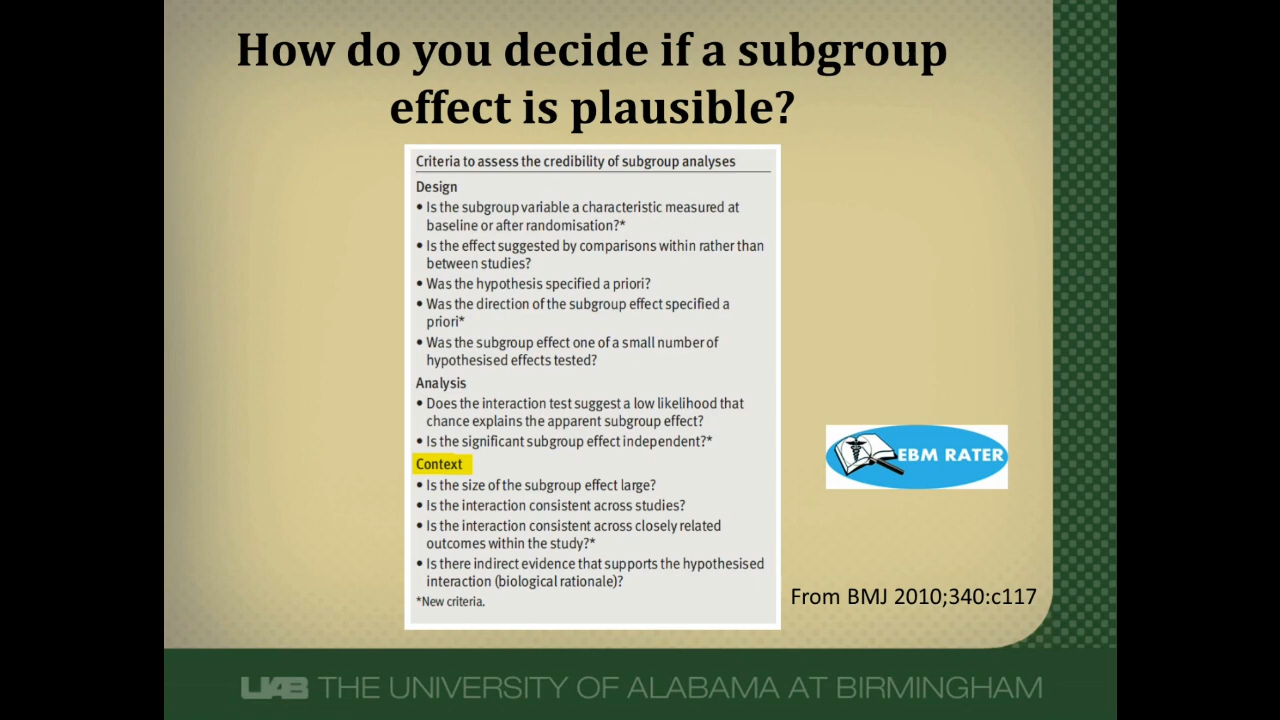 How do you decide if a subgroup
effect is plausible?
Criteria to assess the credibility of subgroup analyses
Design
• Is the subgroup variable a characteristic measured at
baseline or after randomisation?*
• Is the effect suggested by comparisons within rather than
between studies?
• Was the hypothesis specified a priori?
• Was the direction of the subgroup effect specified a
priori*
• Was the subgroup effect one of a small number of
hypothesised effects tested?
Analysis
• Does the interaction test suggest a low likelihood that
chance explains the apparent subgroup effect?
• Is the significant subgroup effect independent?*
Context
• Is the size of the subgroup effect large?
• Is the interaction consistent across studies?
• Is the interaction consistent across closely related
outcomes within the study?*
• Is there indirect evidence that supports the hypothesised
interaction (biological rationale)?
*New criteria.
EBM RATER
From BMJ 2010;340:c117
UAB THE UNIVERSITY OF ALABAMA AT BIRMINGHAM